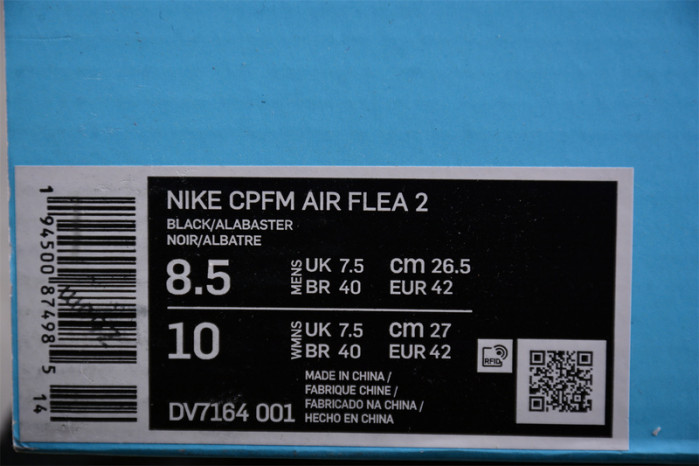 NIKE CPFM AIR FLEA 2
BLACK/ALABASTER
NOIR/ALBATRE
8.5 MENS UK 7.5 cm 26.5
BR 40 EUR 42
10 WMNS UK 7.5 cm 27
BR 40 EUR 42
MADE IN CHINA /
FABRIQUE CHINE /
FABRICADO NA CHINA /
HECHO EN CHINA
DV7164 001
RFID
1 94500 87498 5 14